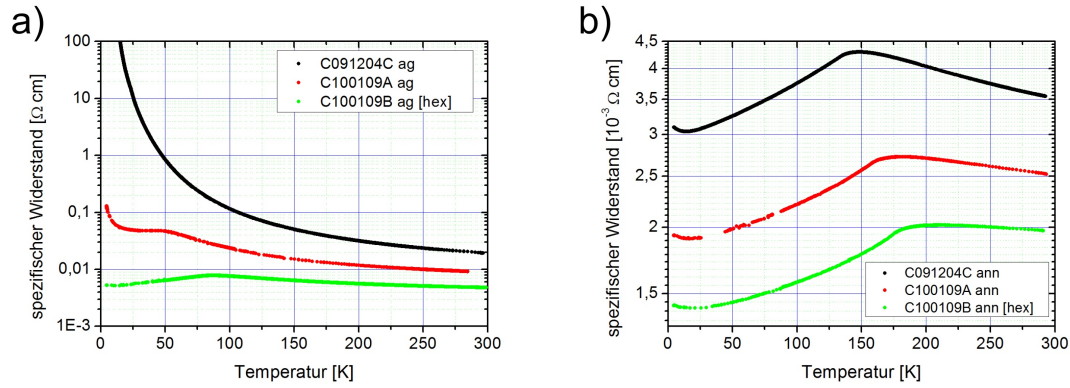 a)
spezifischer Widerstand [Ω cm]
100
10
1
0,1
0,01
1E-3
C091204C ag
C100109A ag
C100109B ag [hex]
0 50 100 150 200 250 300
Temperatur [K]
b)
spezifischer Widerstand [10⁻³ Ω cm]
4,5
4
3,5
3
2,5
2
1,5
C091204C ann
C100109A ann
C100109B ann [hex]
0 50 100 150 200 250 300
Temperatur [K]